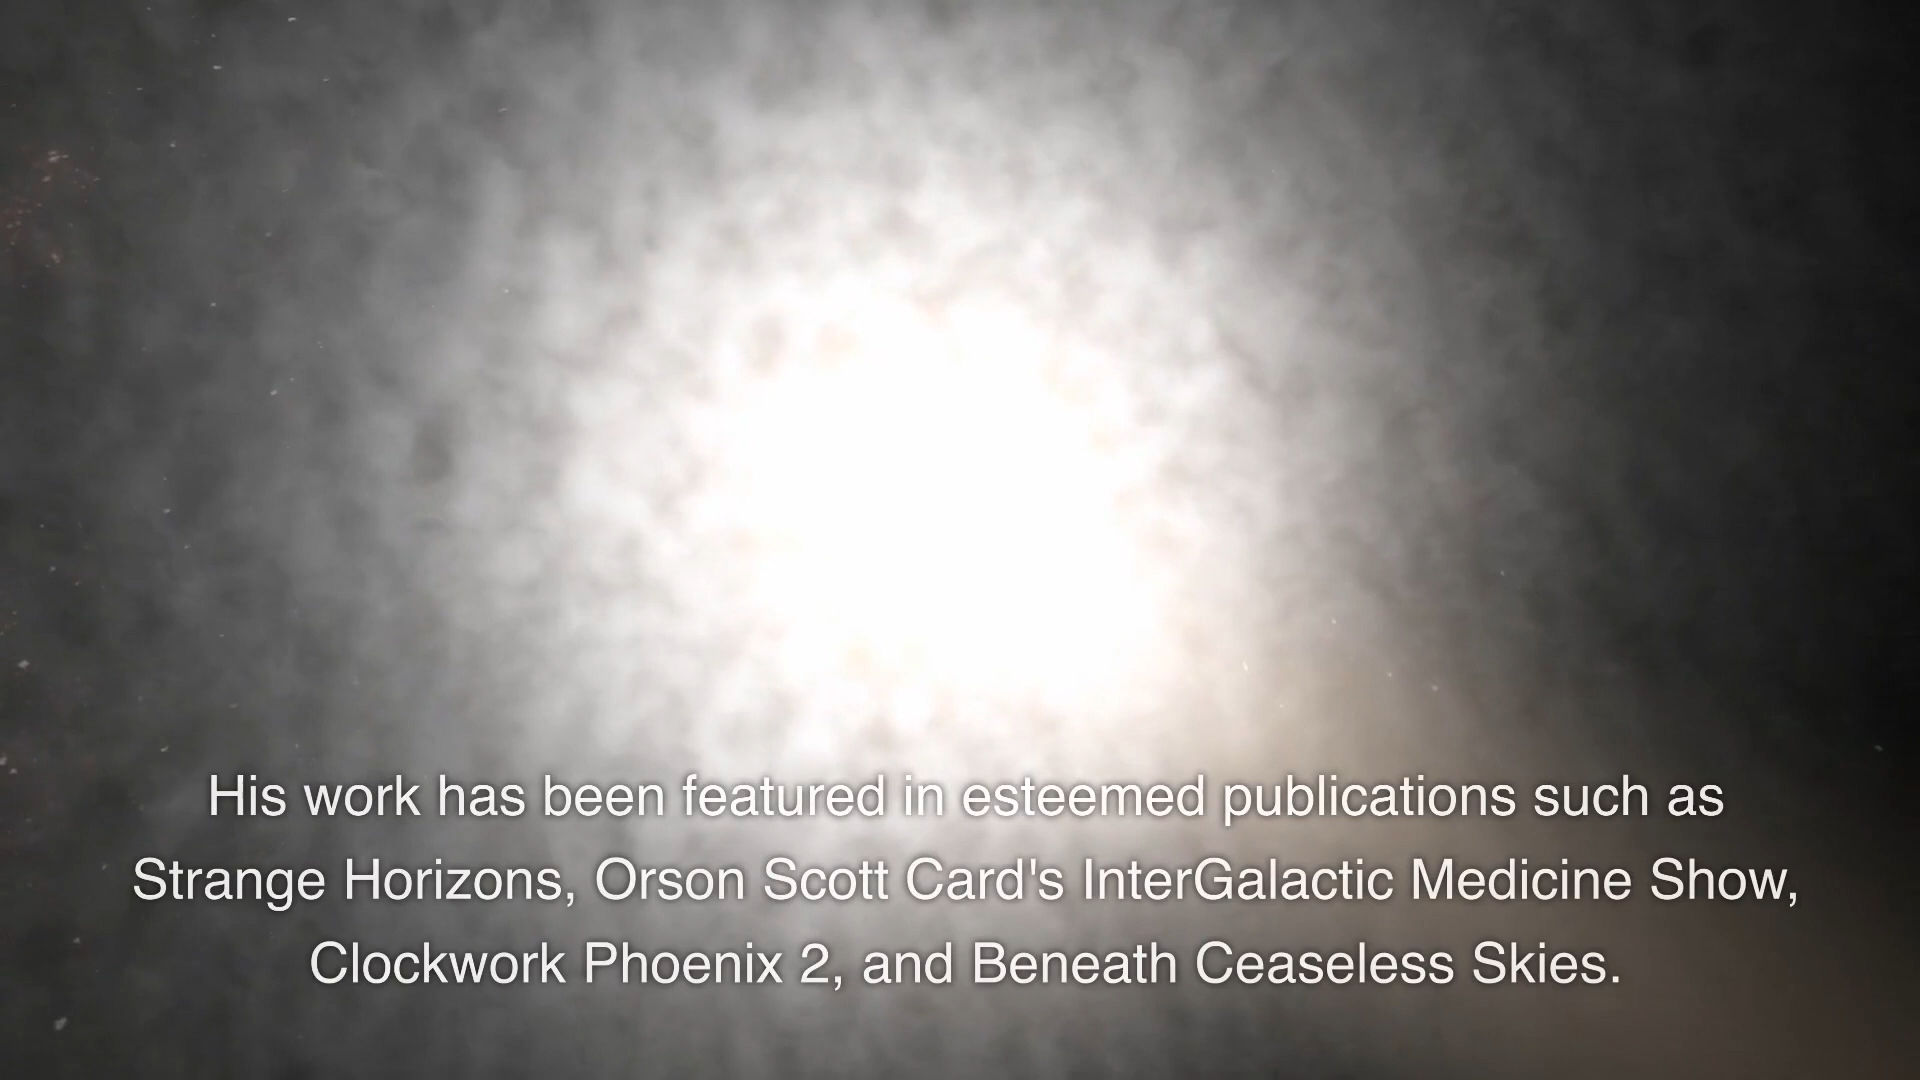 His work has been featured in esteemed publications such as
Strange Horizons, Orson Scott Card's InterGalactic Medicine Show,
Clockwork Phoenix 2, and Beneath Ceaseless Skies.